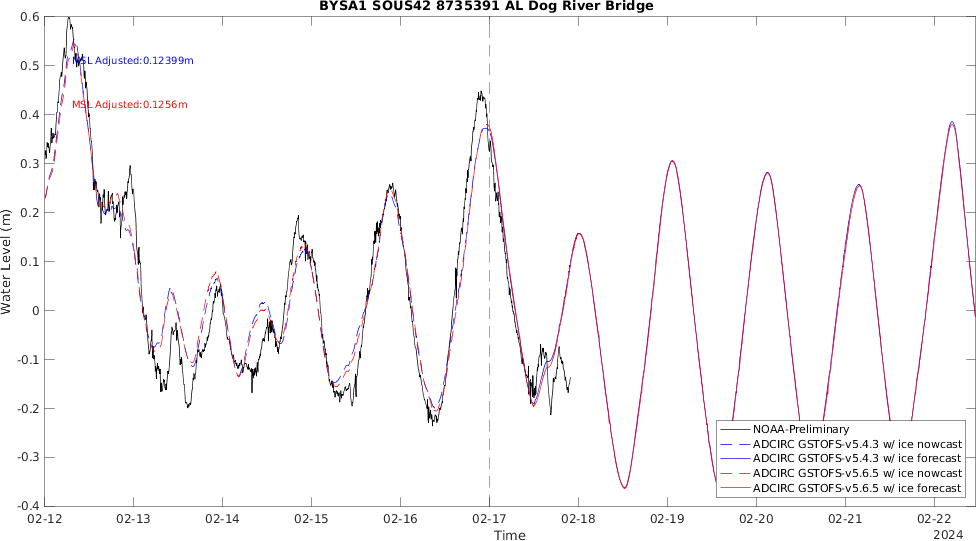 BYSA1 SOUS42 8735391 AL Dog River Bridge
0.6
0.5
0.4
0.3
0.2
0.1
0
-0.1
-0.2
-0.3
-0.4
Water Level (m)
MSL Adjusted:0.12399m
MSL Adjusted:0.1256m
NOAA-Preliminary
ADCIRC GSTOFS-v5.4.3 w/ ice nowcast
ADCIRC GSTOFS-v5.4.3 w/ ice forecast
ADCIRC GSTOFS-v5.6.5 w/ ice nowcast
ADCIRC GSTOFS-v5.6.5 w/ ice forecast
02-12 02-13 02-14 02-15 02-16 02-17 02-18 02-19 02-20 02-21 02-22
Time
2024